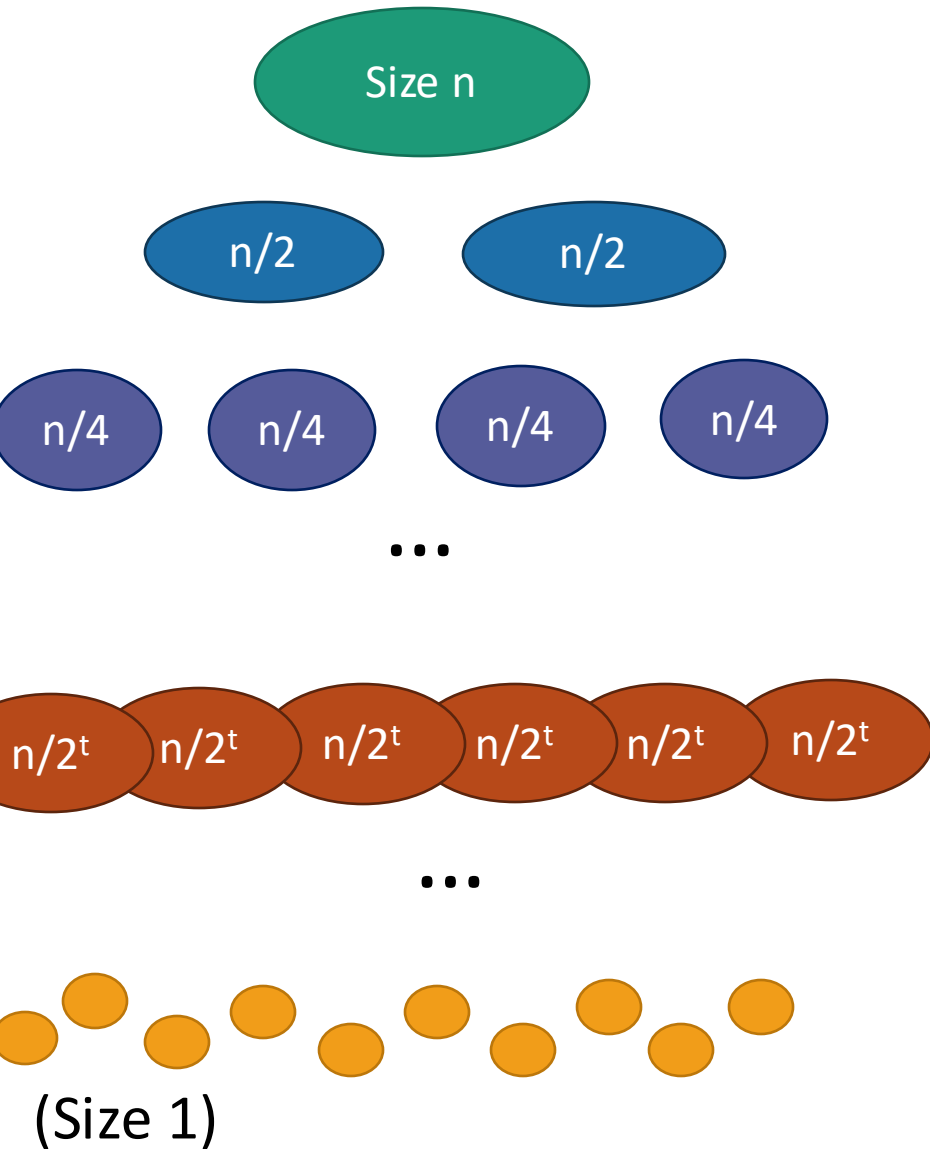 Size n
n/2 n/2
n/4 n/4 n/4 n/4
...
n/2ᵗ n/2ᵗ n/2ᵗ n/2ᵗ n/2ᵗ n/2ᵗ
...
(Size 1)